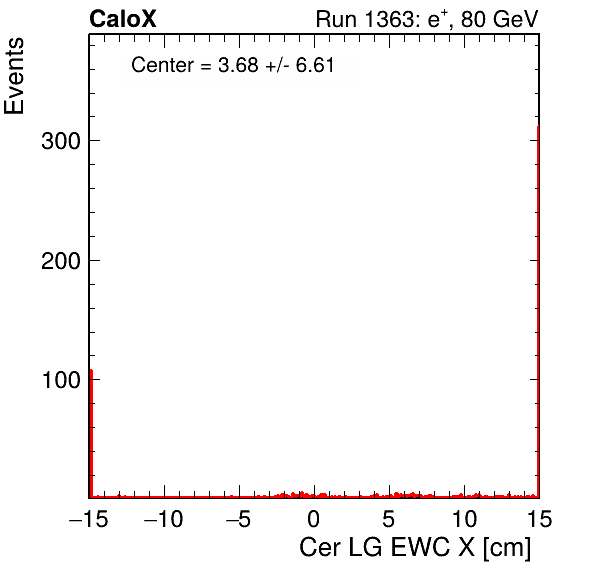 CaloX
Run 1363: e+, 80 GeV
Center = 3.68 +/- 6.61
Events
300
200
100
−15 −10 −5 0 5 10 15
Cer LG EWC X [cm]